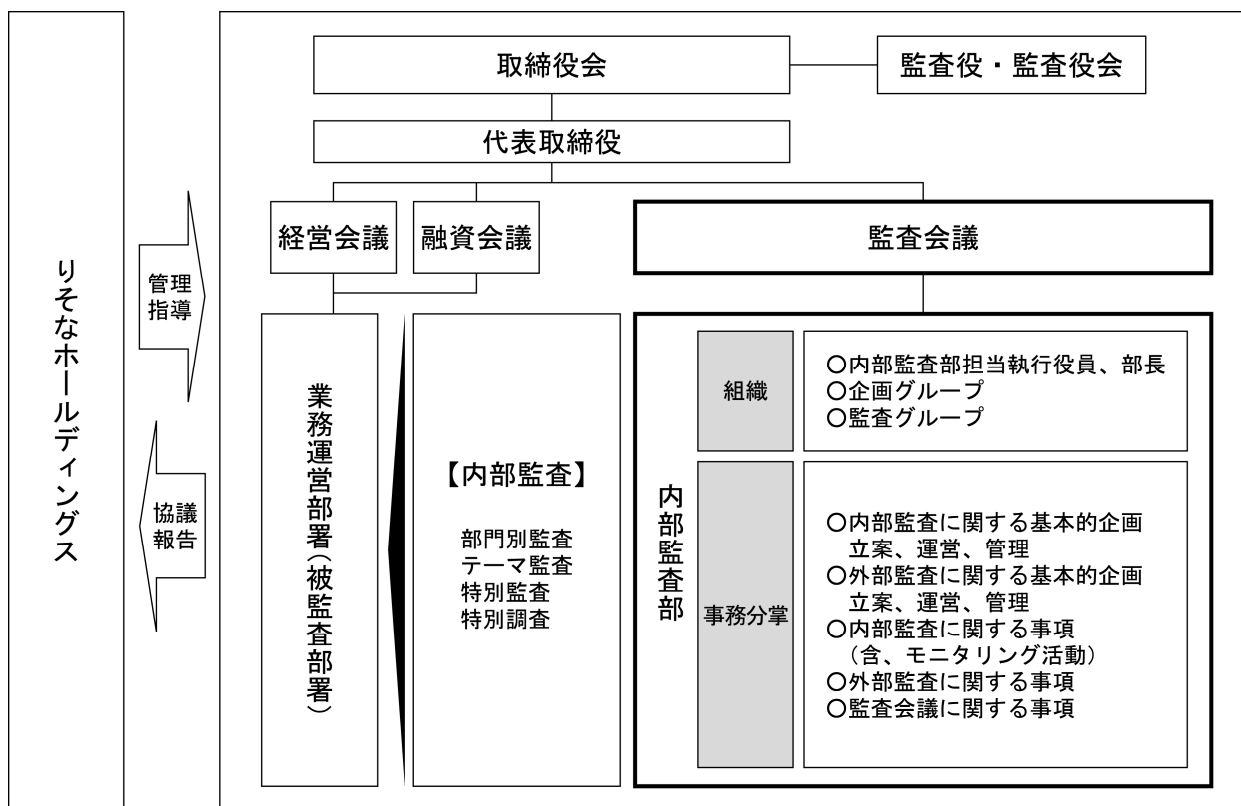 りそなホールディングス
管理
指導
協議
報告
取締役会
監査役・監査役会
代表取締役
経営会議
融資会議
監査会議
業務運営部署（被監査部署）
【内部監査】
部門別監査
テーマ監査
特別監査
特別調査
内部監査部
組織
○内部監査部担当執行役員、部長
○企画グループ
○監査グループ
事務分掌
○内部監査に関する基本的企画
立案、運営、管理
○外部監査に関する基本的企画
立案、運営、管理
○内部監査に関する事項
（含、モニタリング活動）
○外部監査に関する事項
○監査会議に関する事項